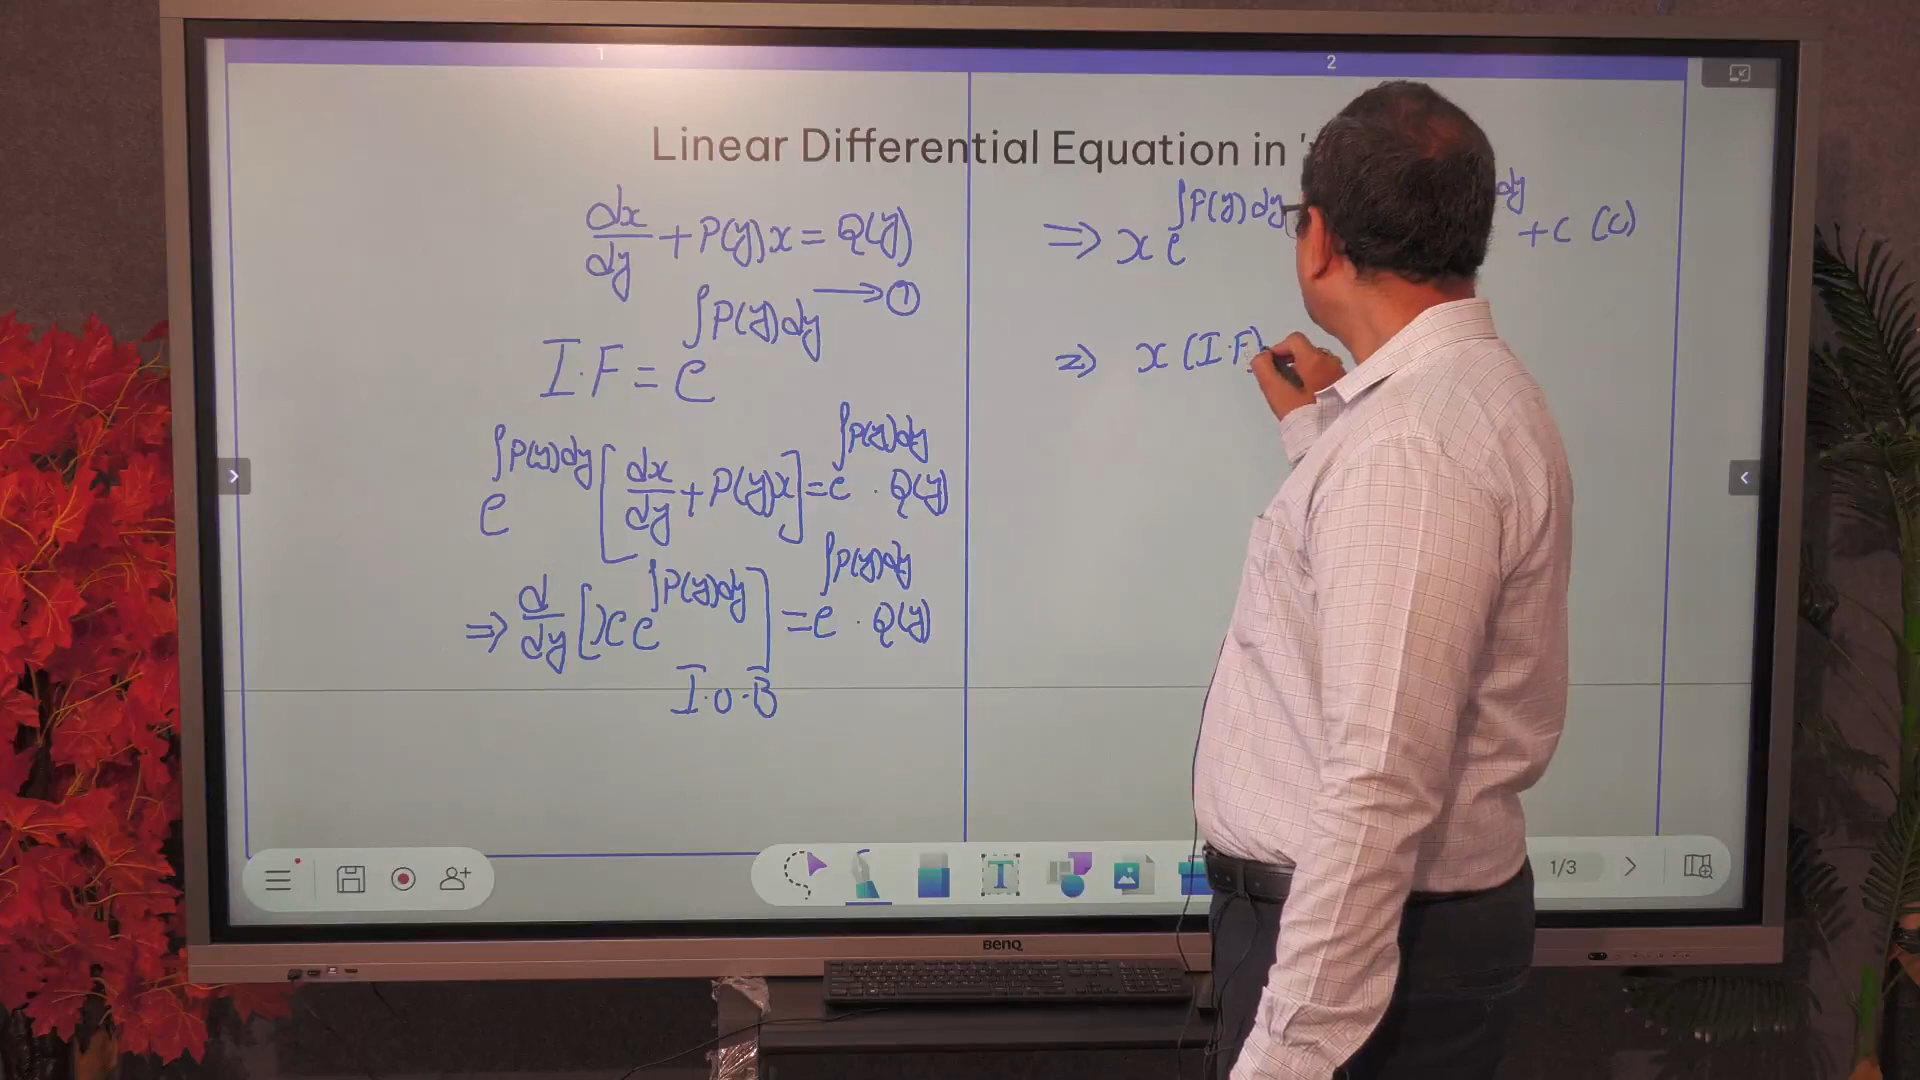 1
2
Linear Differential Equation in '
dx/dy + P(y)x = Q(y)
∫P(y)dy → ①
I.F = e
∫P(y)dy ∫P(y)dy
e [dx/dy + P(y)x] = e . Q(y)
∫P(y)dy ∫P(y)dy
⇒ d/dy [x e ] = e . Q(y)
I.O.B
∫P(y)dy dy
⇒ x e + c (c)
⇒ x (I.F)
1/3
BenQ